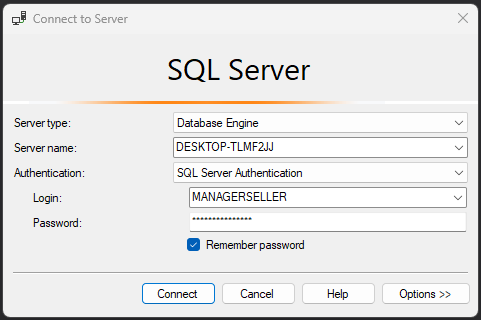 Connect to Server
SQL Server
Server type: Database Engine
Server name: DESKTOP-TLMF2JJ
Authentication: SQL Server Authentication
Login: MANAGERSELLER
Password: ***************
Remember password
Connect Cancel Help Options >>